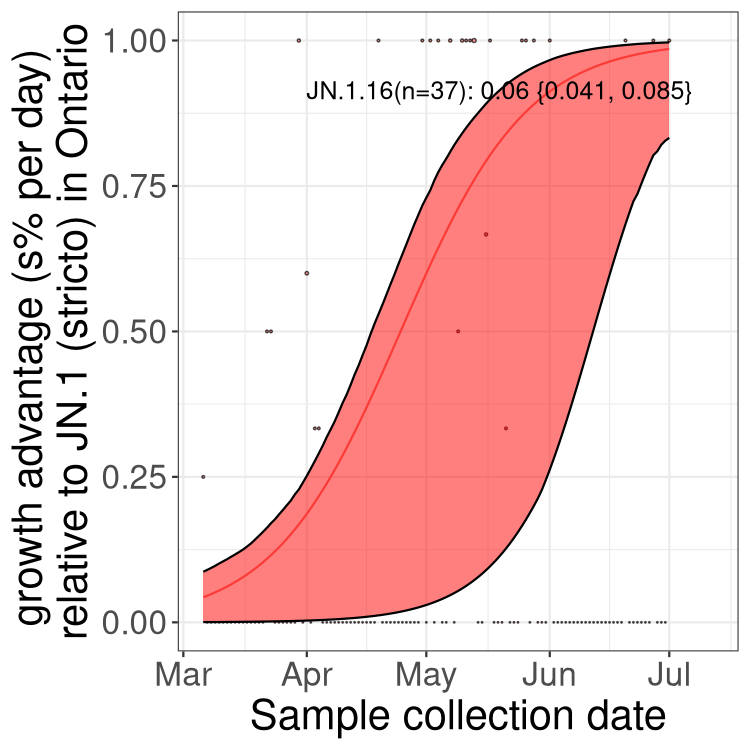 growth advantage (s% per day)
relative to JN.1 (stricto) in Ontario
1.00
0.75
0.50
0.25
0.00
JN.1.16(n=37): 0.06 {0.041, 0.085}
Mar Apr May Jun Jul
Sample collection date